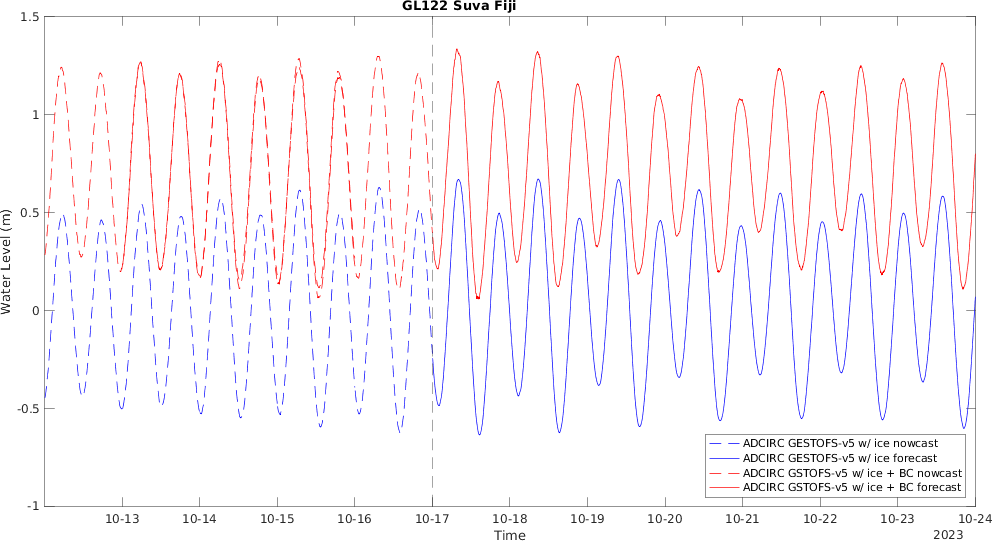 GL122 Suva Fiji
1.5
1
0.5
0
-0.5
-1
Water Level (m)
10-13 10-14 10-15 10-16 10-17 10-18 10-19 10-20 10-21 10-22 10-23 10-24
Time
2023
ADCIRC GESTOFS-v5 w/ ice nowcast
ADCIRC GESTOFS-v5 w/ ice forecast
ADCIRC GSTOFS-v5 w/ ice + BC nowcast
ADCIRC GSTOFS-v5 w/ ice + BC forecast